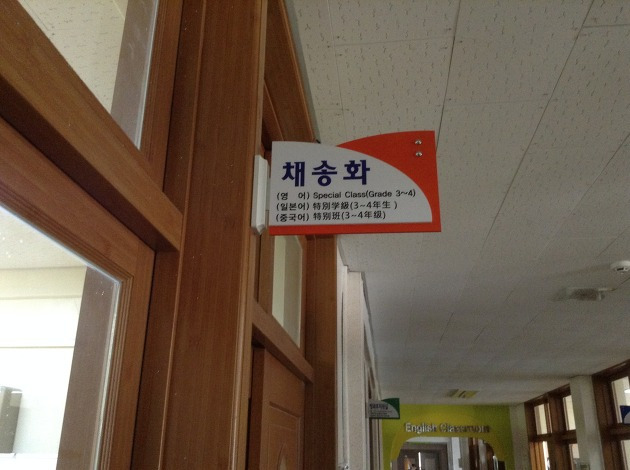 채송화
(영 어) Special Class(Grade 3~4)
(일본어) 特別学級(3~4年生)
(중국어) 特别班(3~4年级)
English Classroom